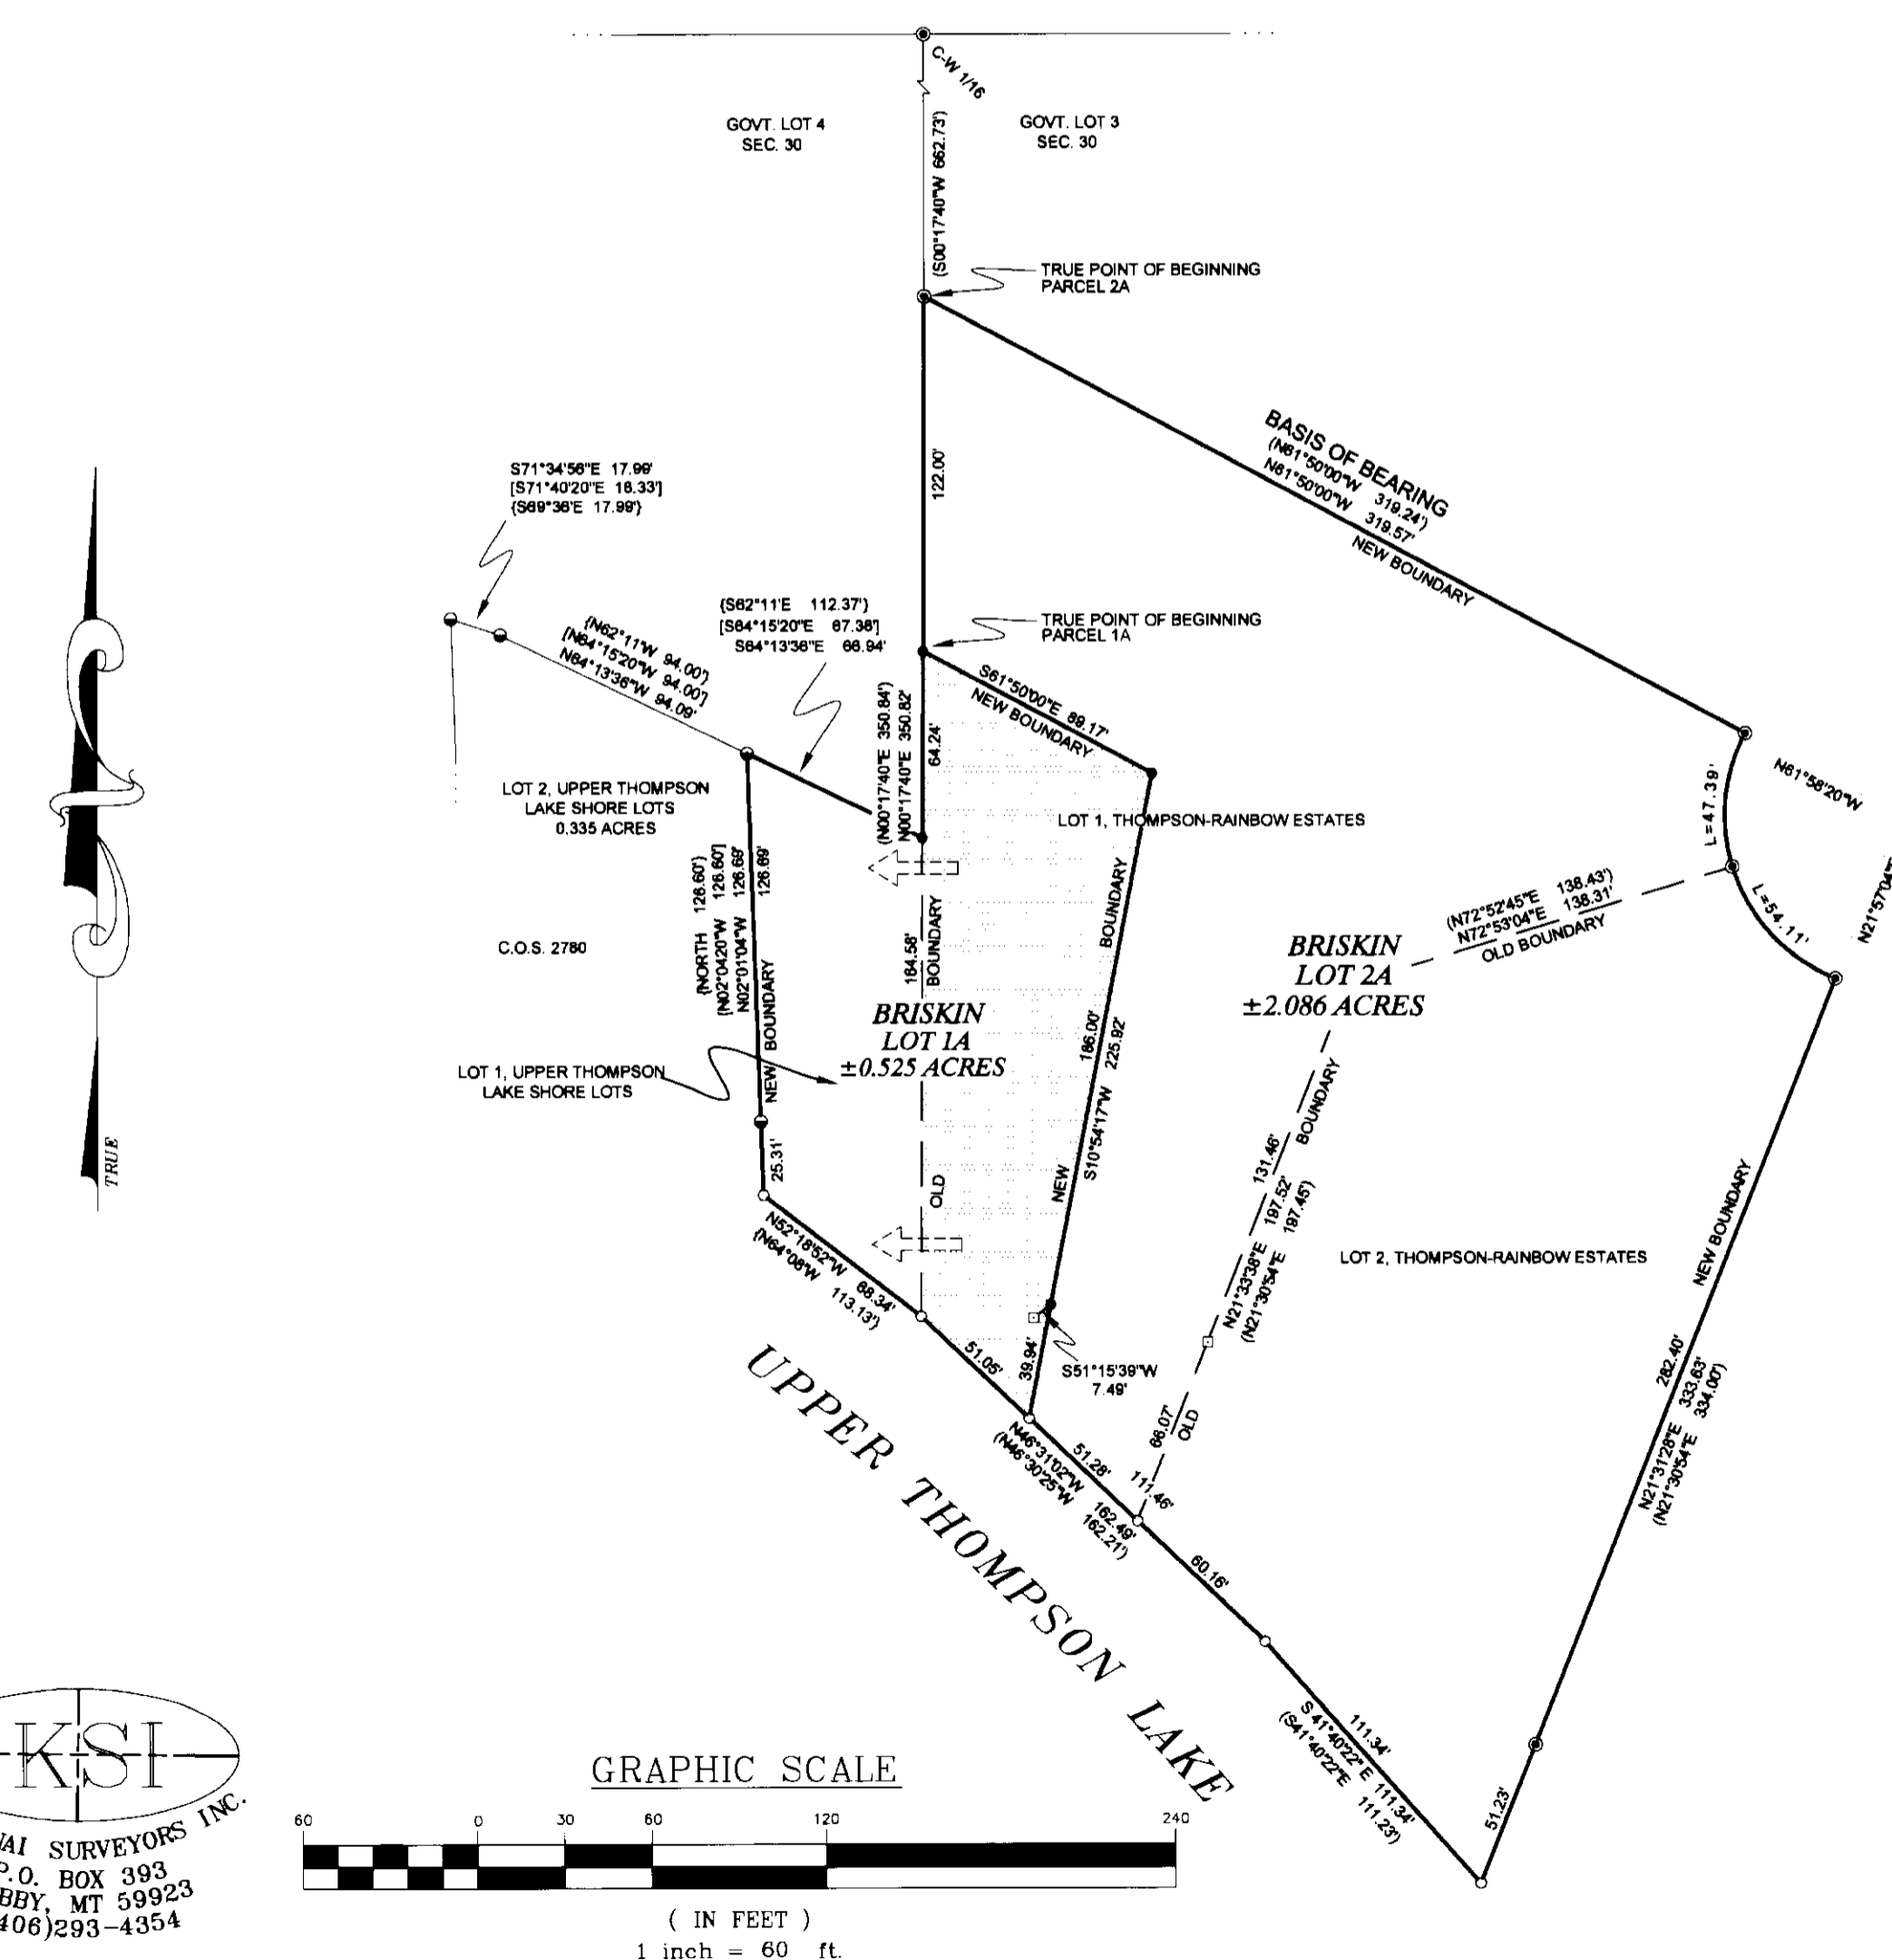 C-W 1/16
GOVT. LOT 4
SEC. 30
GOVT. LOT 3
SEC. 30
(S00°17'40"W 662.73')
TRUE POINT OF BEGINNING
PARCEL 2A
BASIS OF BEARING
(N61°50'00"W 319.24')
N61°50'00"W 319.57'
NEW BOUNDARY
122.00'
S71°34'56"E 17.99'
[S71°40'20"E 18.33']
{S69°36'E 17.99'}
{S62°11'E 112.37'}
[S64°15'20"E 67.38']
S64°13'36"E 66.94'
TRUE POINT OF BEGINNING
PARCEL 1A
{N62°11'W 94.00'}
[N64°15'20"W 94.00']
N64°13'36"W 94.09'
S61°50'00"E 89.17'
NEW BOUNDARY
(N00°17'40"E 350.84')
N00°17'40"E 350.82'
64.24'
LOT 2, UPPER THOMPSON
LAKE SHORE LOTS
0.335 ACRES
LOT 1, THOMPSON-RAINBOW ESTATES
N61°58'20"W
L=47.39'
L=54.11'
N21°57'04"
(N72°52'45"E 138.43')
N72°53'04"E 138.31'
OLD BOUNDARY
{NORTH 126.60'}
[N02°04'20"W 126.60']
N02°01'04"W 126.69'
126.69'
NEW BOUNDARY
C.O.S. 2780
164.58'
OLD BOUNDARY
BRISKIN
LOT 1A
±0.525 ACRES
BRISKIN
LOT 2A
±2.086 ACRES
LOT 1, UPPER THOMPSON
LAKE SHORE LOTS
NEW BOUNDARY
186.00'
S10°54'17"W 225.92'
25.31'
N52°18'52"W 68.34'
{N64°08'W 113.13'}
131.46'
OLD BOUNDARY
N21°33'38"E 197.52'
(N21°30'54"E 197.45')
66.07'
LOT 2, THOMPSON-RAINBOW ESTATES
NEW BOUNDARY
282.40'
N21°31'28"E 333.63'
(N21°30'54"E 334.00')
51.05'
39.94'
S51°15'39"W
7.49'
51.28'
111.46'
N46°31'02"W 162.49'
(N46°30'25"W 162.21')
60.16'
111.34'
S 41°40'22"E 111.34'
(S41°40'22"E 111.23')
51.23'
UPPER THOMPSON LAKE
TRUE
KSI
NAI SURVEYORS INC.
P.O. BOX 393
BBY, MT 59923
406)293-4354
GRAPHIC SCALE
60 0 30 60 120 240
( IN FEET )
1 inch = 60 ft.